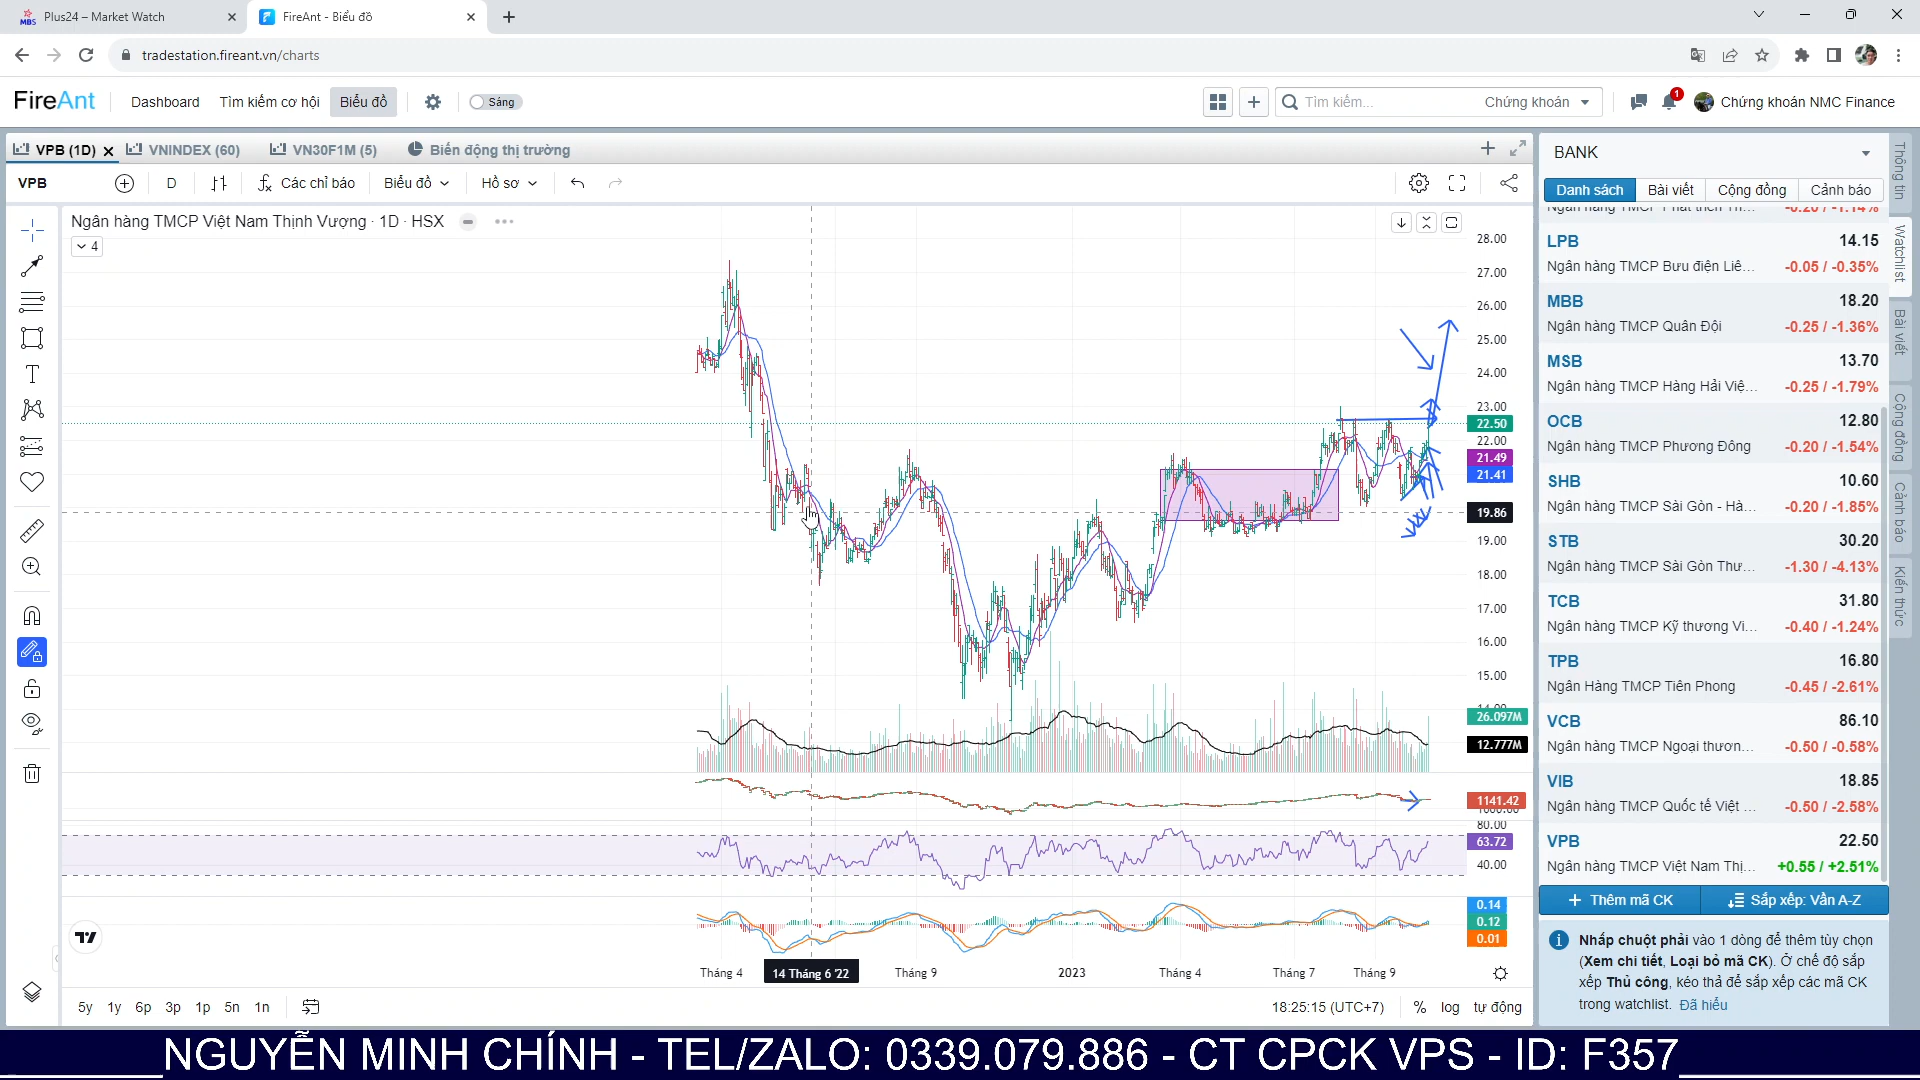 MBS Plus24 – Market Watch
FireAnt - Biểu đồ
tradestation.fireant.vn/charts
FireAnt
Dashboard
Tìm kiếm cơ hội
Biểu đồ
Sáng
Tìm kiếm...
Chứng khoán
1
Chứng khoán NMC Finance
VPB (1D)
VNINDEX (60)
VN30F1M (5)
Biến động thị trường
VPB
D
Các chỉ báo
Biểu đồ
Hồ sơ
Ngân hàng TMCP Việt Nam Thịnh Vượng · 1D · HSX
4
28.00
27.00
26.00
25.00
24.00
23.00
22.50
22.00
21.49
21.41
19.86
19.00
18.00
17.00
16.00
15.00
26.097M
12.777M
1141.42
80.00
63.72
40.00
0.14
0.12
0.01
Tháng 4
14 Tháng 6 '22
Tháng 9
2023
Tháng 4
Tháng 7
Tháng 9
5y 1y 6p 3p 1p 5n 1n
18:25:15 (UTC+7)
% log tự động
BANK
Danh sách
Bài viết
Cộng đồng
Cảnh báo
-0.20 / -1.14%
LPB 14.15
Ngân hàng TMCP Bưu điện Liê... -0.05 / -0.35%
MBB 18.20
Ngân hàng TMCP Quân Đội -0.25 / -1.36%
MSB 13.70
Ngân hàng TMCP Hàng Hải Việ... -0.25 / -1.79%
OCB 12.80
Ngân hàng TMCP Phương Đông -0.20 / -1.54%
SHB 10.60
Ngân hàng TMCP Sài Gòn - Hà... -0.20 / -1.85%
STB 30.20
Ngân hàng TMCP Sài Gòn Thư... -1.30 / -4.13%
TCB 31.80
Ngân hàng TMCP Kỹ thương Vi... -0.40 / -1.24%
TPB 16.80
Ngân Hàng TMCP Tiên Phong -0.45 / -2.61%
VCB 86.10
Ngân hàng TMCP Ngoại thươn... -0.50 / -0.58%
VIB 18.85
Ngân hàng TMCP Quốc tế Việt ... -0.50 / -2.58%
VPB 22.50
Ngân hàng TMCP Việt Nam Thị... +0.55 / +2.51%
Thêm mã CK
Sắp xếp: Vần A-Z
Nhấp chuột phải vào 1 dòng để thêm tùy chọn
(Xem chi tiết, Loại bỏ mã CK). Ở chế độ sắp
xếp Thủ công, kéo thả để sắp xếp các mã CK
trong watchlist. Đã hiểu
Thông tin
Watchlist
Bài viết
Cộng đồng
Cảnh báo
Kiến thức
NGUYỄN MINH CHÍNH - TEL/ZALO: 0339.079.886 - CT CPCK VPS - ID: F357